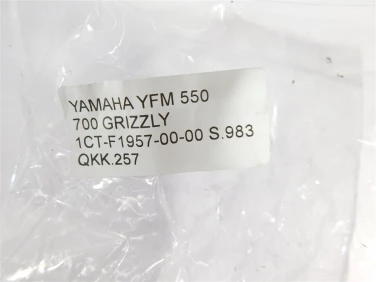 YAMAHA YFM 550
700 GRIZZLY
1CT-F1957-00-00 S.983
QKK.257